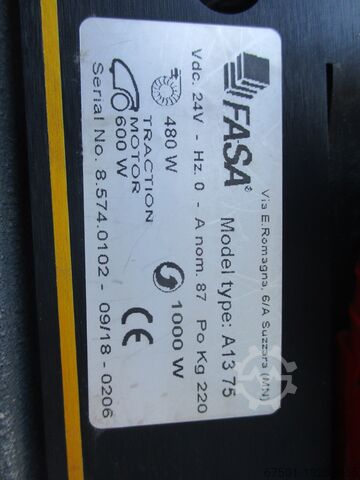 FASA®
Via E.Romagna, 6/A Suzzara (MN)
Model type: A13 75
Vdc. 24V - Hz. 0 - A nom. 87 Po Kg 220
480 W
1000 W
TRACTION
MOTOR
600 W
CE
Serial No. 8.574.0102 - 09/18 - 0206